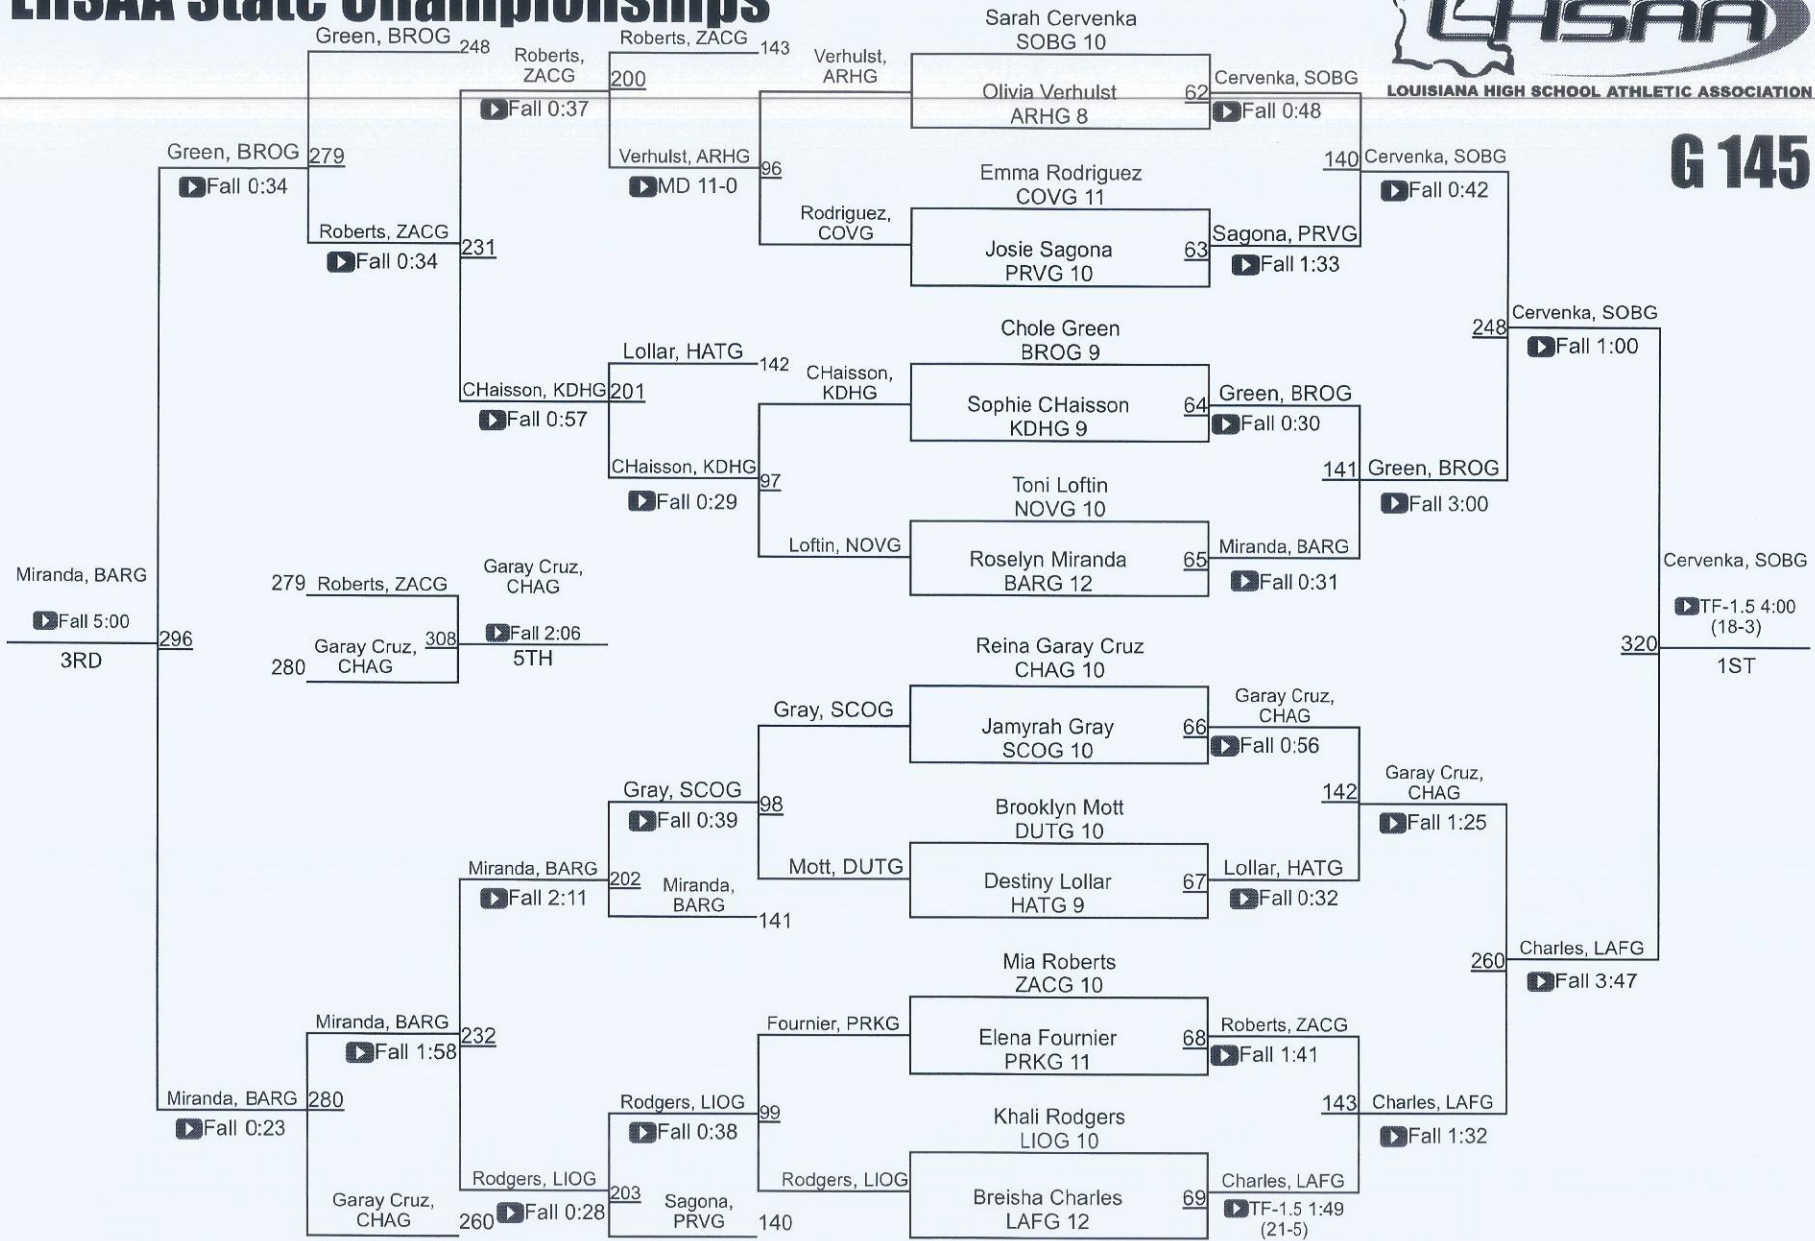 LHSAA State Championships
LHSAA
LOUISIANA HIGH SCHOOL ATHLETIC ASSOCIATION
G 145
Green, BROG
248
Roberts, ZACG
231
Fall 0:34
Green, BROG
279
Fall 0:34
Roberts,
ZACG
200
Fall 0:37
CHaisson, KDHG
201
Fall 0:57
Roberts, ZACG
143
Verhulst, ARHG
96
MD 11-0
Lollar, HATG
142
CHaisson, KDHG
97
Fall 0:29
Verhulst,
ARHG
Rodriguez,
COVG
CHaisson,
KDHG
Loftin, NOVG
Miranda, BARG
Fall 5:00
296
3RD
279
Roberts, ZACG
280
Garay Cruz,
CHAG
308
Garay Cruz,
CHAG
Fall 2:06
5TH
Gray, SCOG
Mott, DUTG
Gray, SCOG
98
Fall 0:39
Miranda,
BARG
141
Miranda, BARG
202
Fall 2:11
Miranda, BARG
232
Fall 1:58
Miranda, BARG
280
Fall 0:23
Garay Cruz,
CHAG
260
Fournier, PRKG
Rodgers, LIOG
Rodgers, LIOG
99
Fall 0:38
Sagona,
PRVG
140
Rodgers, LIOG
203
Fall 0:28
Sarah Cervenka
SOBG 10
Olivia Verhulst
ARHG 8
62
Emma Rodriguez
COVG 11
Josie Sagona
PRVG 10
63
Chole Green
BROG 9
Sophie CHaisson
KDHG 9
64
Toni Loftin
NOVG 10
Roselyn Miranda
BARG 12
65
Reina Garay Cruz
CHAG 10
Jamyrah Gray
SCOG 10
66
Brooklyn Mott
DUTG 10
Destiny Lollar
HATG 9
67
Mia Roberts
ZACG 10
Elena Fournier
PRKG 11
68
Khali Rodgers
LIOG 10
Breisha Charles
LAFG 12
69
Cervenka, SOBG
Fall 0:48
Sagona, PRVG
Fall 1:33
Green, BROG
Fall 0:30
Miranda, BARG
Fall 0:31
Garay Cruz,
CHAG
Fall 0:56
Lollar, HATG
Fall 0:32
Roberts, ZACG
Fall 1:41
Charles, LAFG
TF-1.5 1:49
(21-5)
140
Cervenka, SOBG
Fall 0:42
141
Green, BROG
Fall 3:00
142
Garay Cruz,
CHAG
Fall 1:25
143
Charles, LAFG
Fall 1:32
248
Cervenka, SOBG
Fall 1:00
260
Charles, LAFG
Fall 3:47
Cervenka, SOBG
TF-1.5 4:00
(18-3)
320
1ST